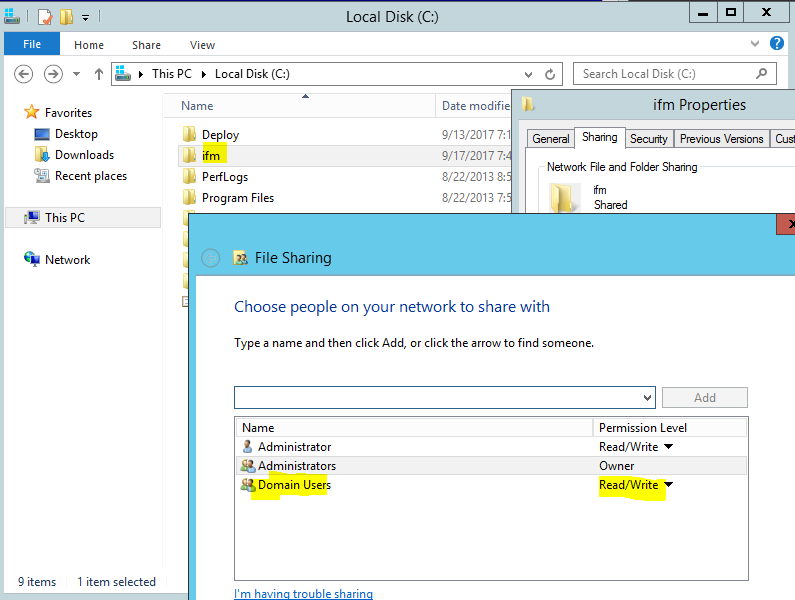 Local Disk (C:)
File Home Share View
This PC Local Disk (C:)
Search Local Disk (C:)
Favorites
Desktop
Downloads
Recent places
This PC
Network
Name Date modifie
Deploy 9/13/2017 7:1
ifm 9/17/2017 7:4
PerfLogs 8/22/2013 8:5
Program Files 8/22/2013 7:5
ifm Properties
General Sharing Security Previous Versions Cust
Network File and Folder Sharing
ifm
Shared
File Sharing
Choose people on your network to share with
Type a name and then click Add, or click the arrow to find someone.
Add
Name Permission Level
Administrator Read/Write
Administrators Owner
Domain Users Read/Write
I'm having trouble sharing
9 items 1 item selected